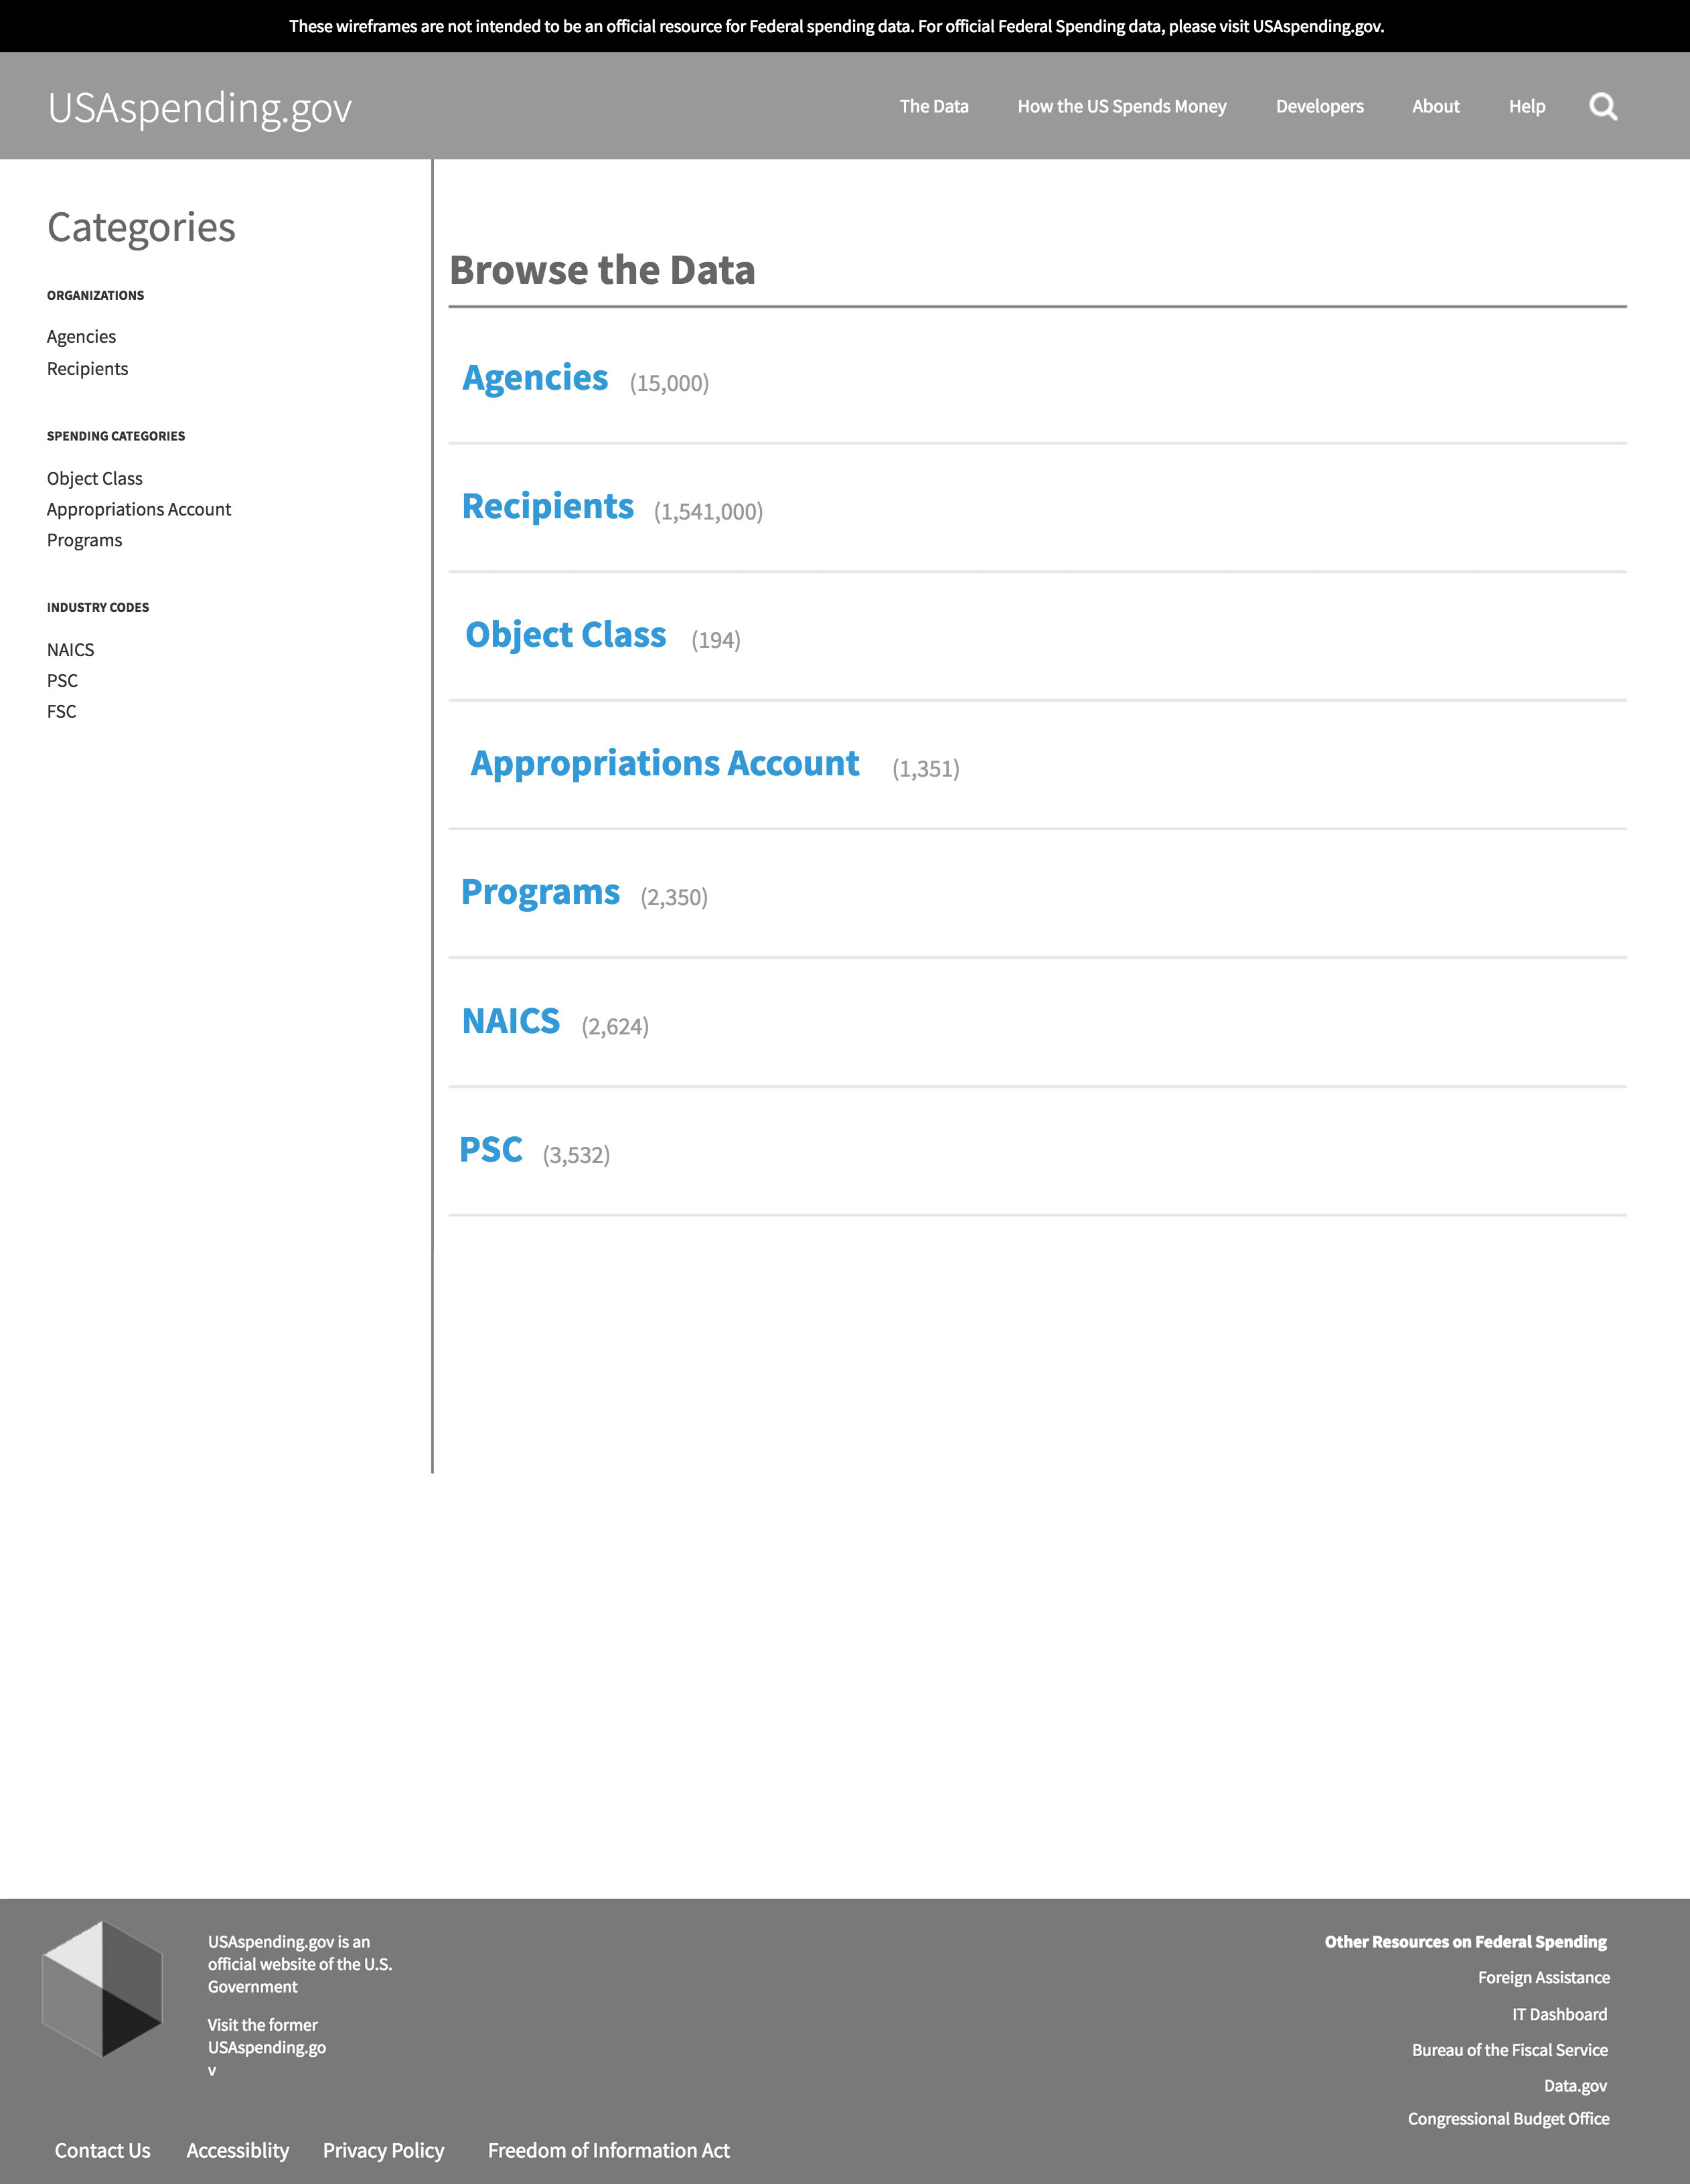 These wireframes are not intended to be an official resource for Federal spending data. For official Federal Spending data, please visit USAspending.gov.
USAspending.gov
The Data
How the US Spends Money
Developers
About
Help
Categories
ORGANIZATIONS
Agencies
Recipients
SPENDING CATEGORIES
Object Class
Appropriations Account
Programs
INDUSTRY CODES
NAICS
PSC
FSC
Browse the Data
Agencies (15,000)
Recipients (1,541,000)
Object Class (194)
Appropriations Account (1,351)
Programs (2,350)
NAICS (2,624)
PSC (3,532)
USAspending.gov is an
official website of the U.S.
Government
Visit the former
USAspending.go
v
Other Resources on Federal Spending
Foreign Assistance
IT Dashboard
Bureau of the Fiscal Service
Data.gov
Congressional Budget Office
Contact Us
Accessiblity
Privacy Policy
Freedom of Information Act